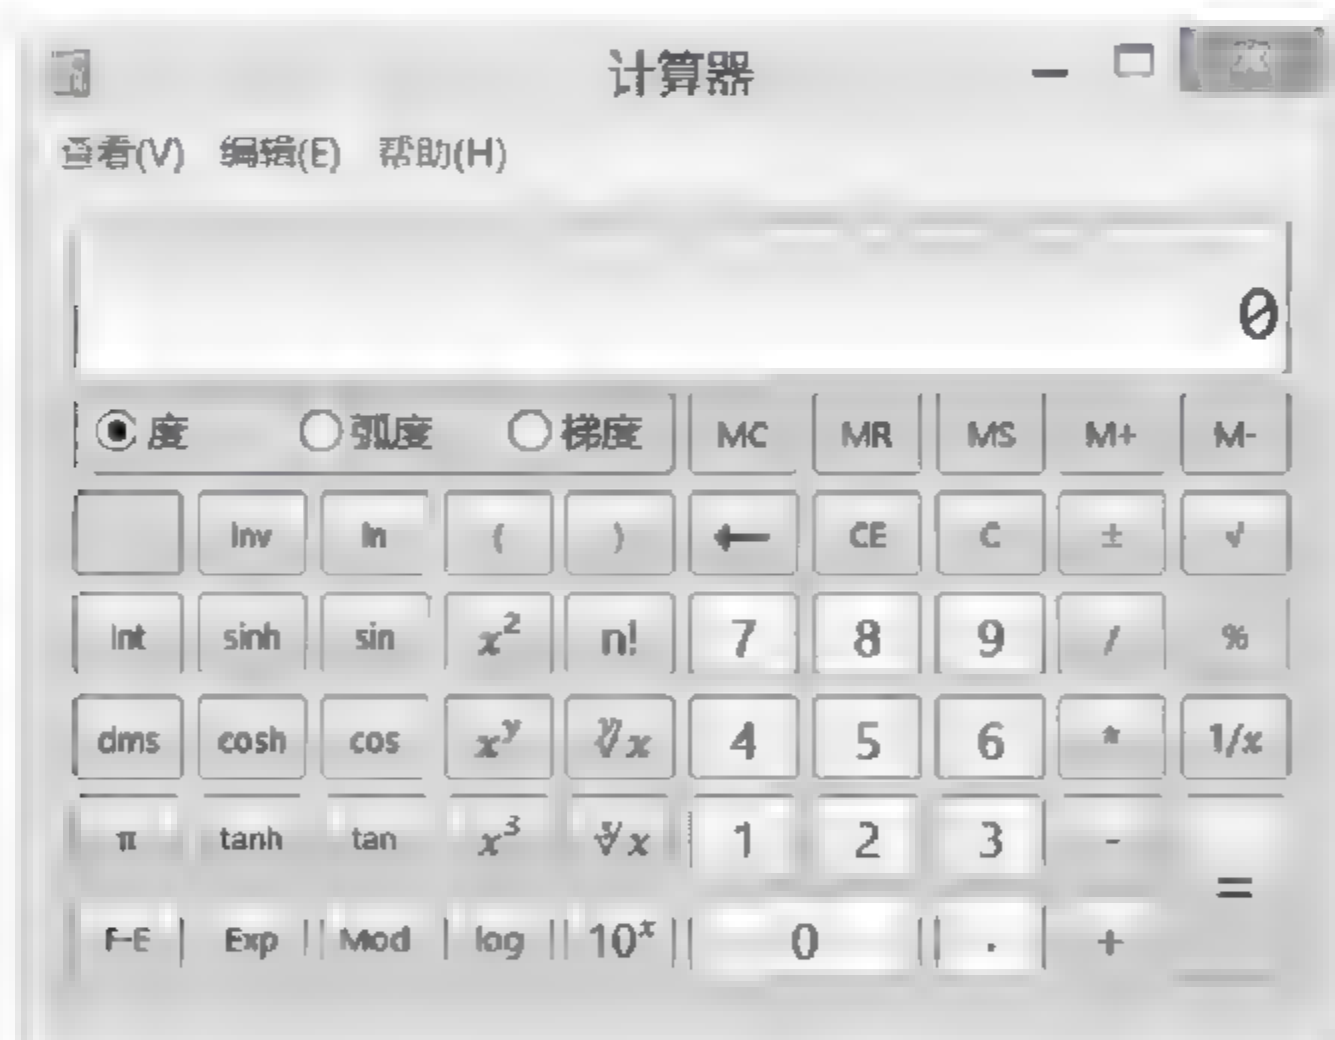 计算器
查看(V) 编辑(E) 帮助(H)
0
度 弧度 梯度 MC MR MS M+ M-
Inv ln ( ) ← CE C ± √
Int sinh sin x² n! 7 8 9 / %
dms cosh cos xʸ ʸ√x 4 5 6 * 1/x
π tanh tan x³ ³√x 1 2 3 - =
F-E Exp Mod log 10ˣ 0 . +